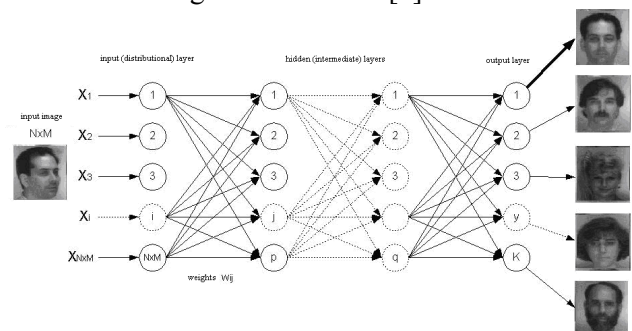 input (distributional) layer
hidden (intermediate) layers
output layer
input image
NxM
X1
X2
X3
Xi
XNxM
1
2
3
i
NxM
1
2
3
j
p
1
2
3
q
1
2
3
y
K
weights Wij